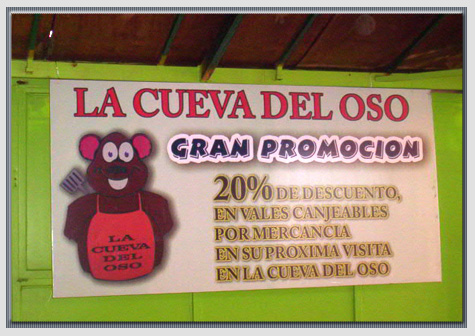 LA CUEVA DEL OSO
GRAN PROMOCION
20% DE DESCUENTO,
EN VALES CANJEABLES
POR MERCANCIA
EN SU PROXIMA VISITA
EN LA CUEVA DEL OSO
LA
CUEVA
DEL
OSO